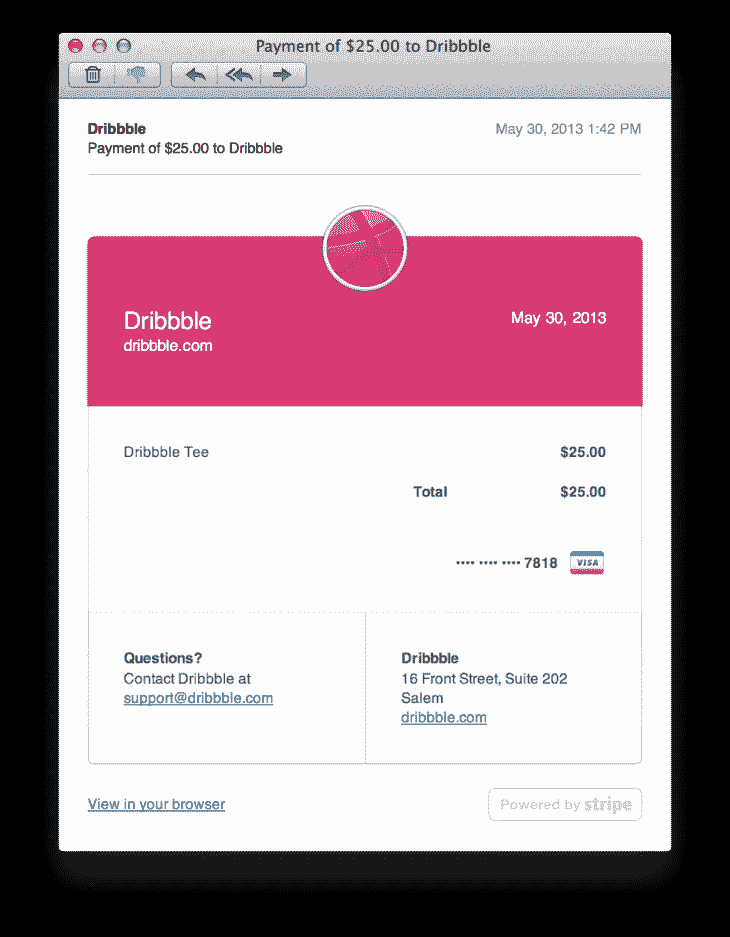 Payment of $25.00 to Dribbble
Dribbble
May 30, 2013 1:42 PM
Payment of $25.00 to Dribbble
Dribbble
May 30, 2013
dribbble.com
Dribbble Tee
$25.00
Total
$25.00
•••• •••• •••• 7818 VISA
Questions?
Contact Dribbble at
support@dribbble.com
Dribbble
16 Front Street, Suite 202
Salem
dribbble.com
View in your browser
Powered by stripe